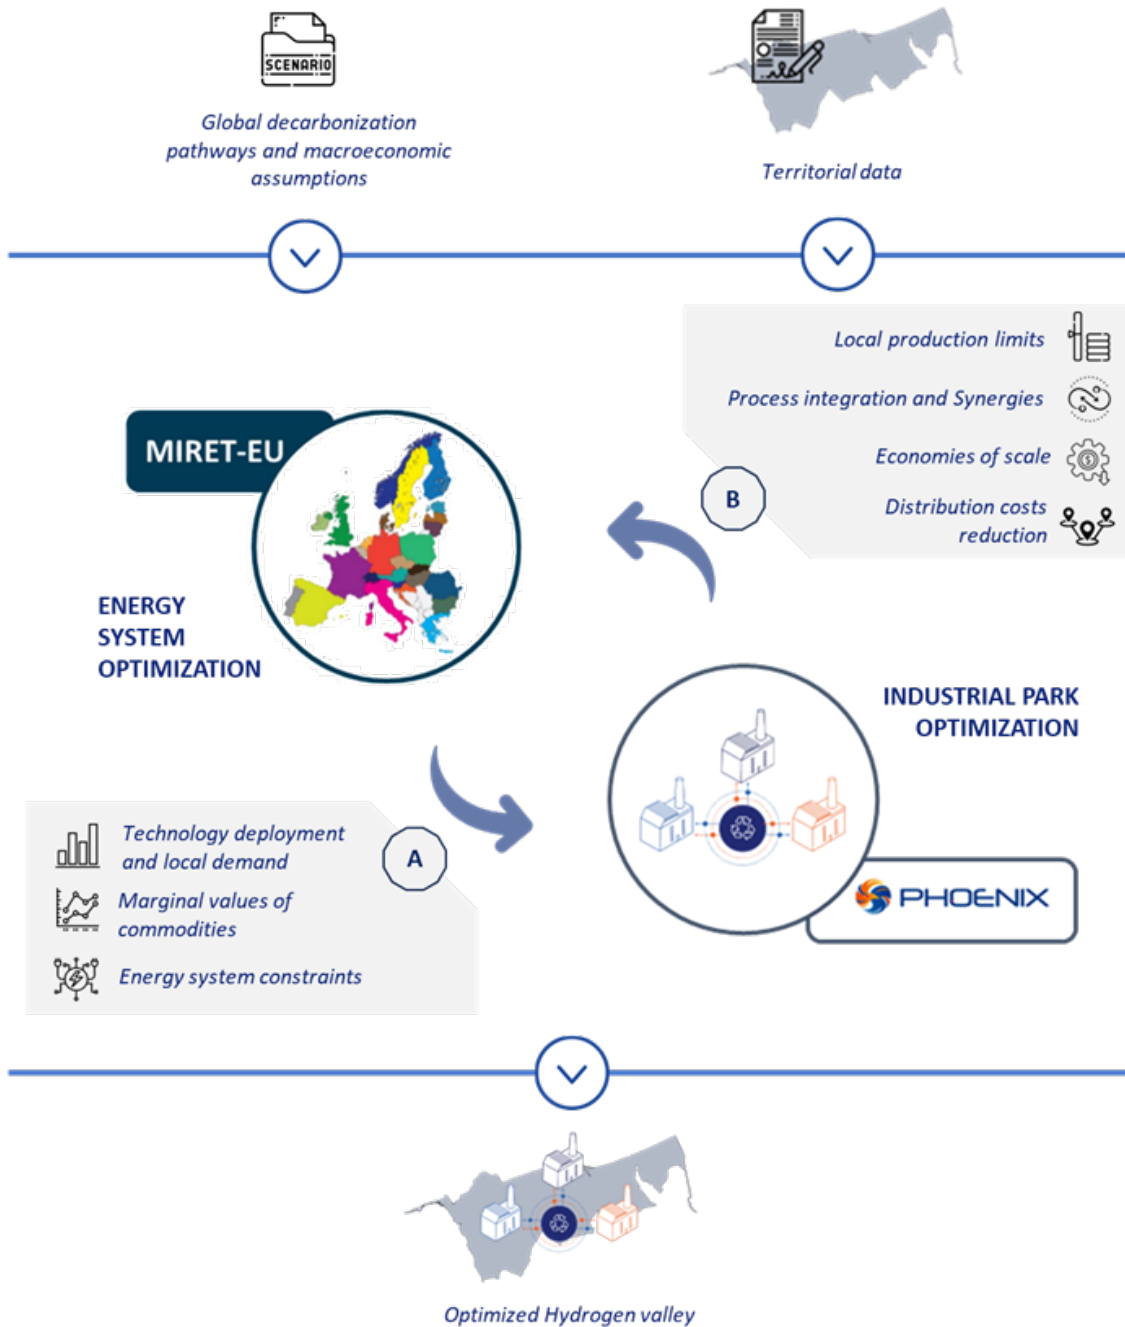 SCENARIO
Global decarbonization
pathways and macroeconomic
assumptions
Territorial data
Local production limits
Process integration and Synergies
Economies of scale
Distribution costs
reduction
B
MIRET-EU
ENERGY
SYSTEM
OPTIMIZATION
INDUSTRIAL PARK
OPTIMIZATION
PHOENIX
A
Technology deployment
and local demand
Marginal values of
commodities
Energy system constraints
Optimized Hydrogen valley